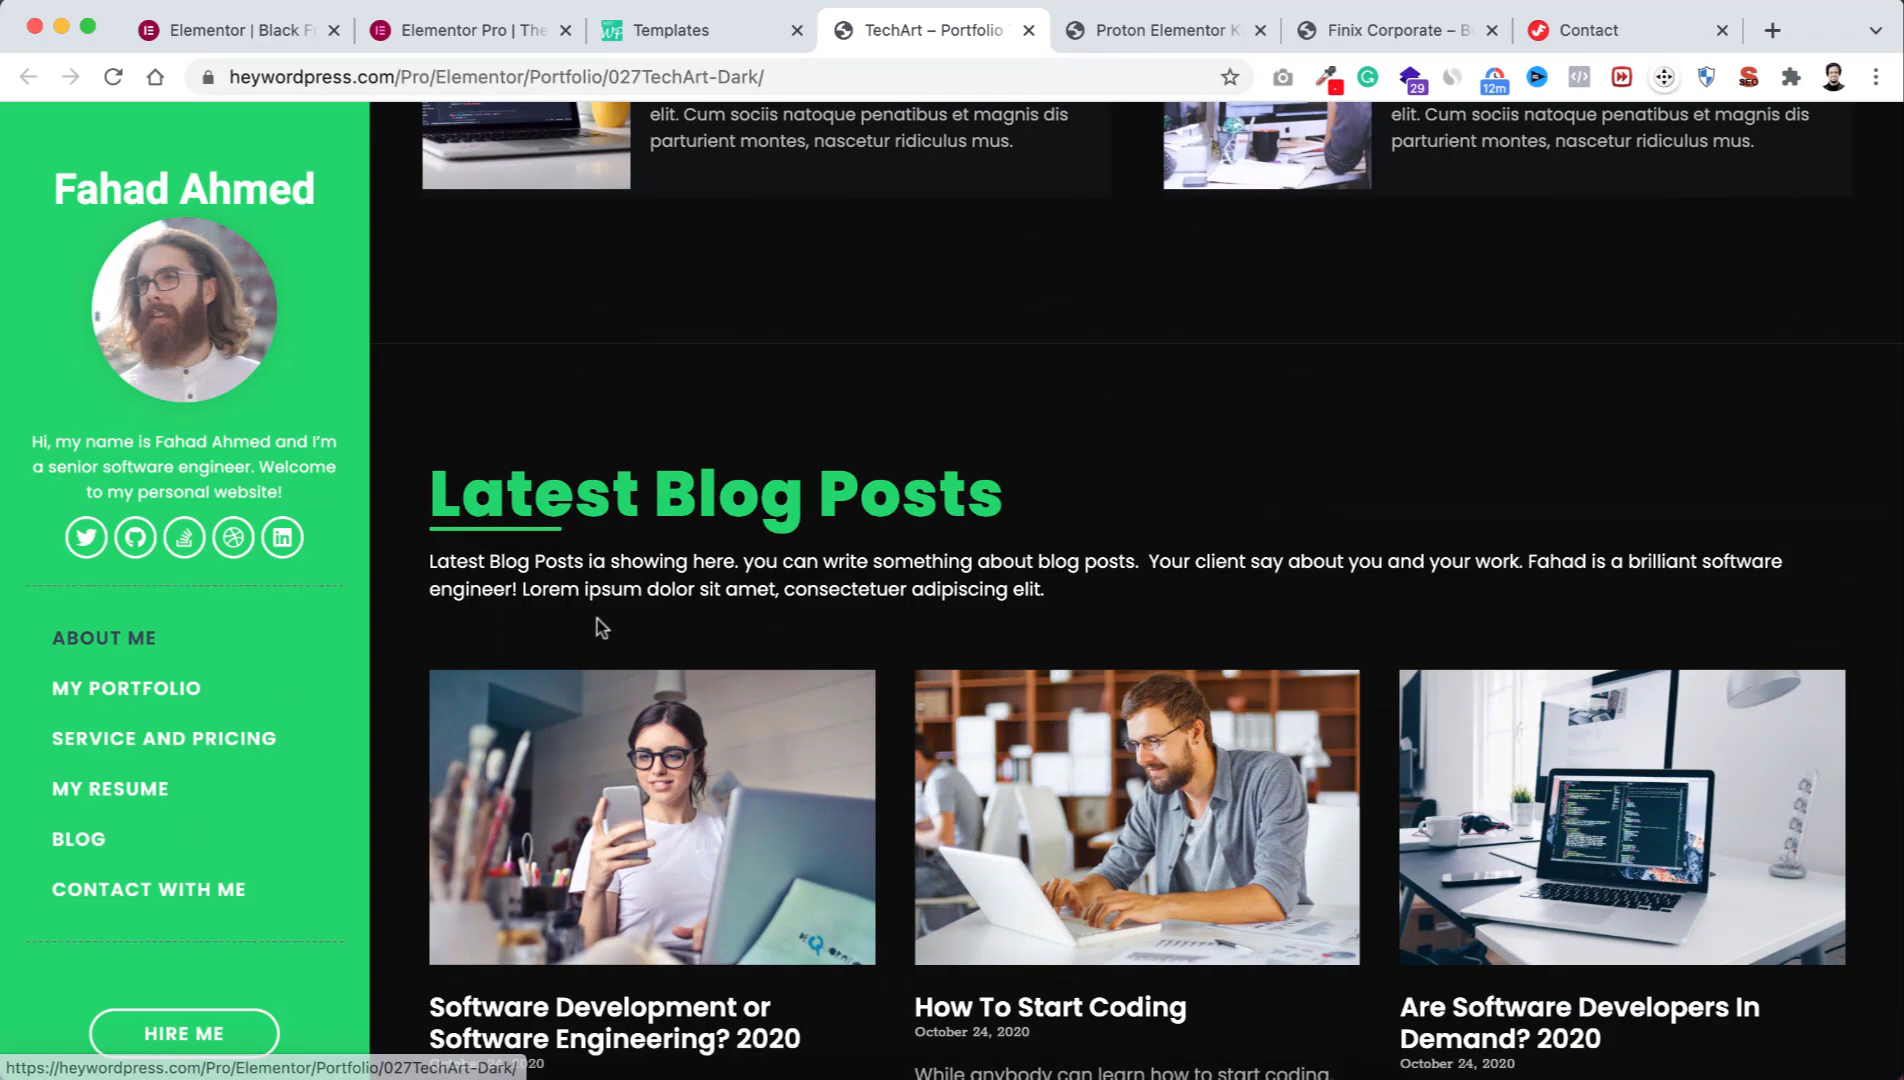 Elementor | Black F
Elementor Pro | The
Templates
TechArt – Portfolio
Proton Elementor K
Finix Corporate – B
Contact
heywordpress.com/Pro/Elementor/Portfolio/027TechArt-Dark/
29
12m
SEO
Fahad Ahmed
Hi, my name is Fahad Ahmed and I'm
a senior software engineer. Welcome
to my personal website!
ABOUT ME
MY PORTFOLIO
SERVICE AND PRICING
MY RESUME
BLOG
CONTACT WITH ME
HIRE ME
https://heywordpress.com/Pro/Elementor/Portfolio/027TechArt-Dark/
elit. Cum sociis natoque penatibus et magnis dis
parturient montes, nascetur ridiculus mus.
elit. Cum sociis natoque penatibus et magnis dis
parturient montes, nascetur ridiculus mus.
Latest Blog Posts
Latest Blog Posts ia showing here. you can write something about blog posts.  Your client say about you and your work. Fahad is a brilliant software
engineer! Lorem ipsum dolor sit amet, consectetuer adipiscing elit.
Software Development or
Software Engineering? 2020
2020
How To Start Coding
October 24, 2020
While anybody can learn how to start coding,
Are Software Developers In
Demand? 2020
October 24, 2020